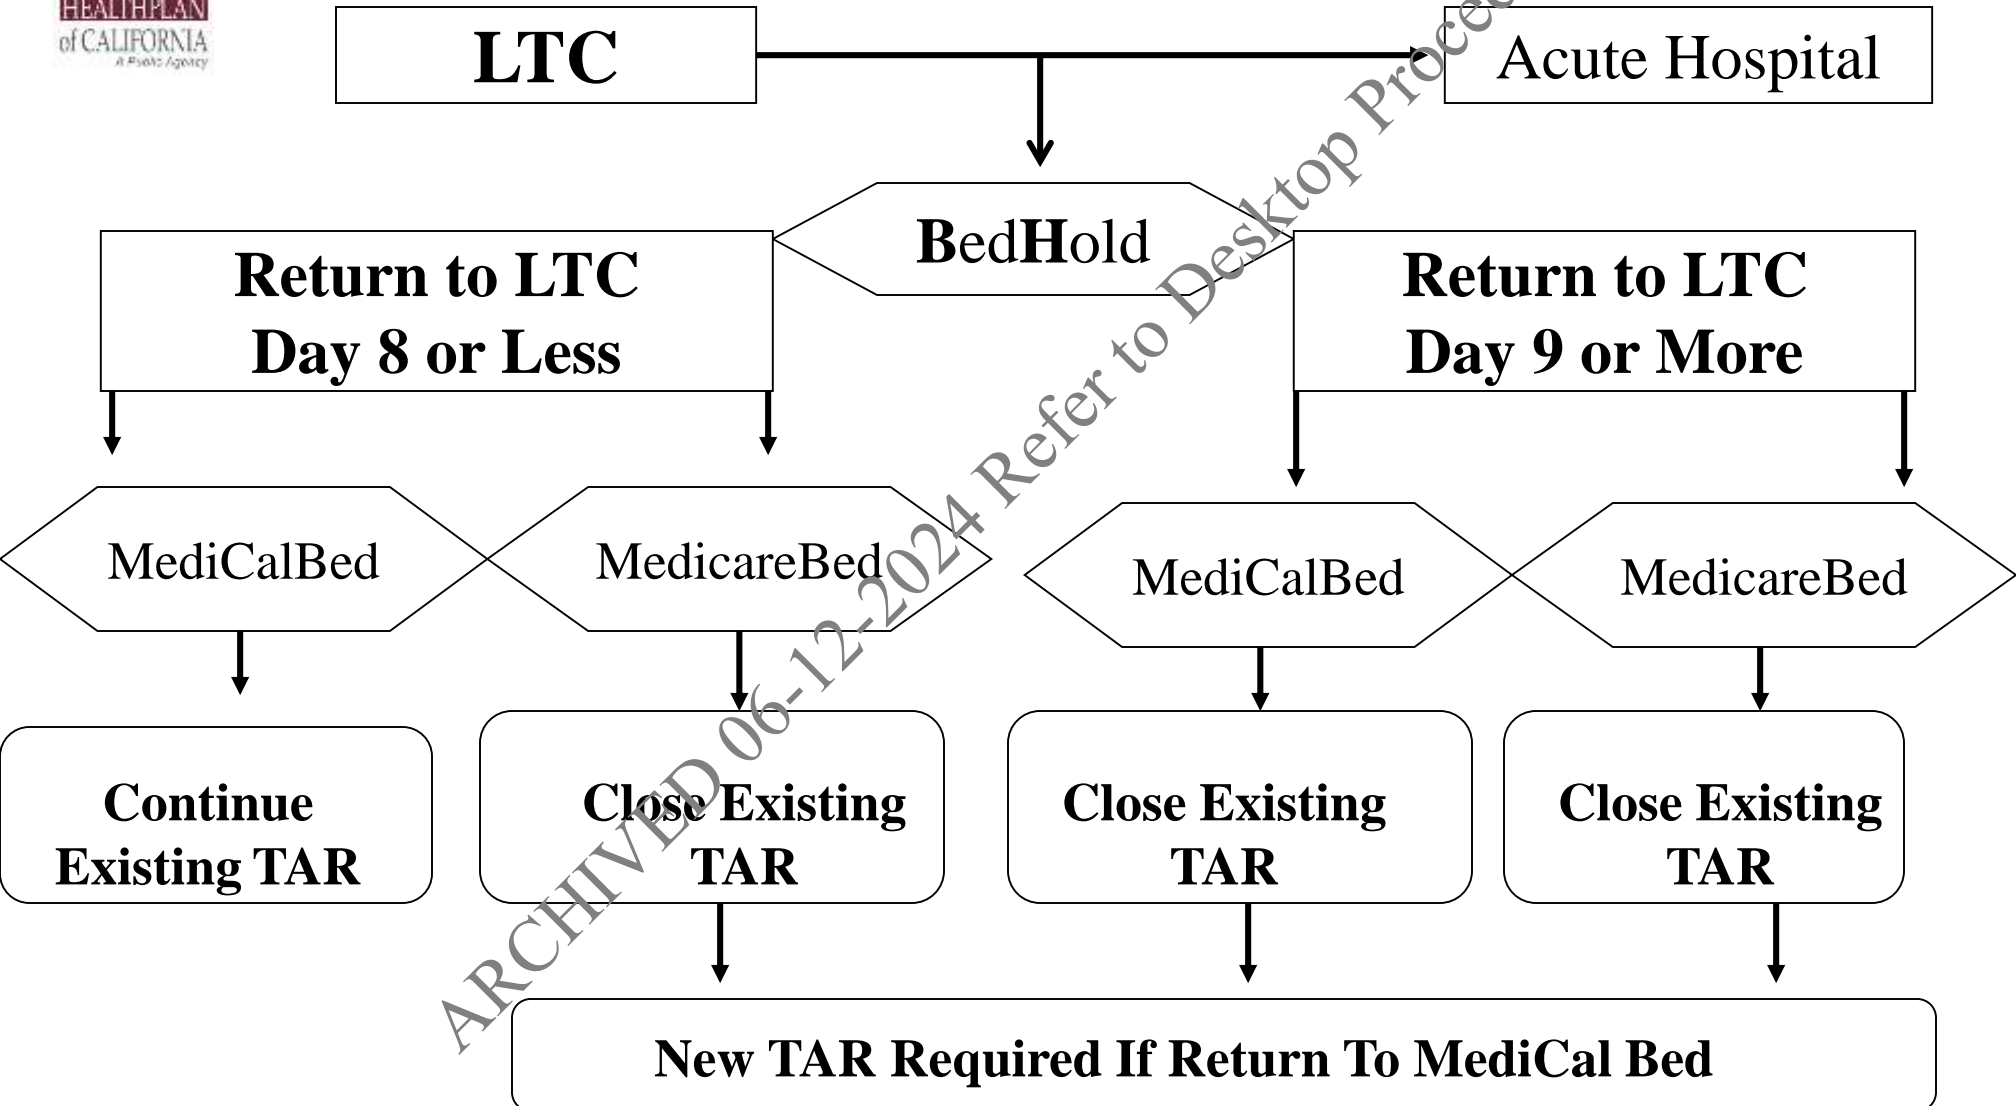 HEALTHPLAN
of CALIFORNIA
A Public Agency
LTC
Acute Hospital
BedHold
Return to LTC
Day 8 or Less
Return to LTC
Day 9 or More
MediCalBed
MedicareBed
MediCalBed
MedicareBed
Continue
Existing TAR
Close Existing
TAR
Close Existing
TAR
Close Existing
TAR
New TAR Required If Return To MediCal Bed
ARCHIVED 06-12-2024 Refer to Desktop